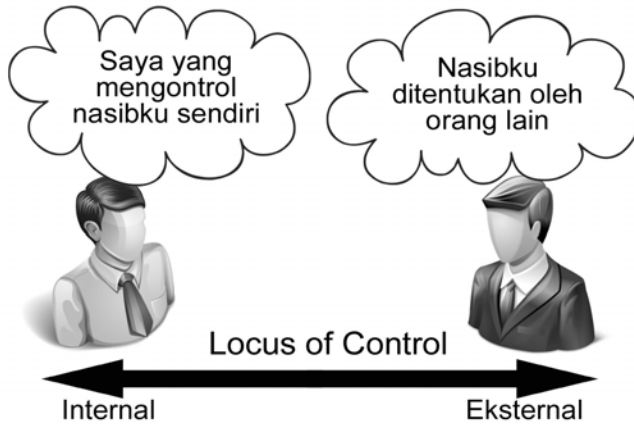 Saya yang
mengontrol
nasibku sendiri
Nasibku
ditentukan oleh
orang lain
Locus of Control
Internal
Eksternal